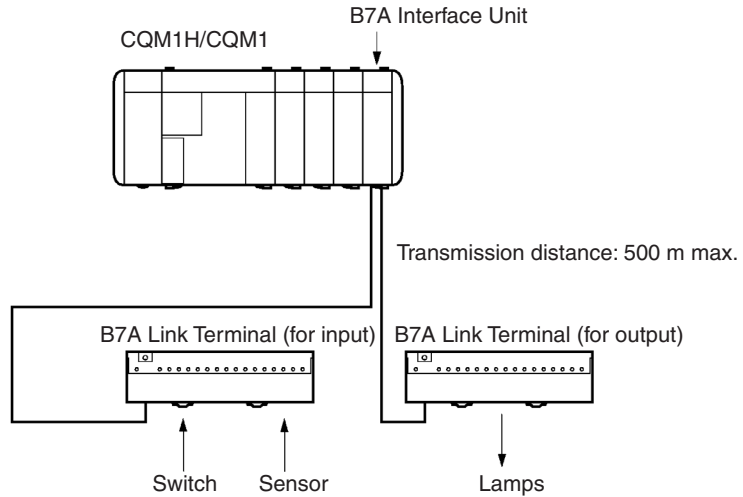 B7A Interface Unit
CQM1H/CQM1
Transmission distance: 500 m max.
B7A Link Terminal (for input)
B7A Link Terminal (for output)
Switch
Sensor
Lamps